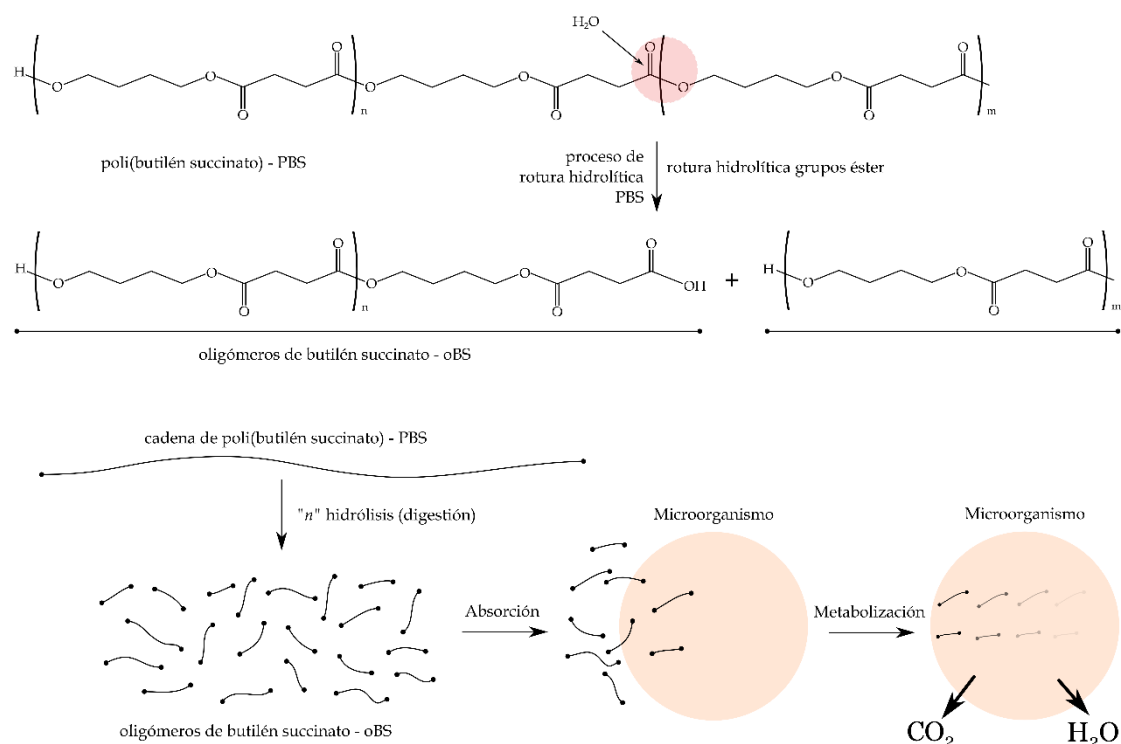 H₂O
H
O
O
O
O
n
O
O
O
O
O
O
O
O
m
poli(butilén succinato) - PBS
proceso de
rotura hidrolítica
PBS
rotura hidrolítica grupos éster
H
O
O
O
O
n
O
O
O
O
OH
+
H
O
O
O
O
m
oligómeros de butilén succinato - oBS
cadena de poli(butilén succinato) - PBS
"n" hidrólisis (digestión)
Microorganismo
Microorganismo
Absorción
Metabolización
oligómeros de butilén succinato - oBS
CO₂
H₂O